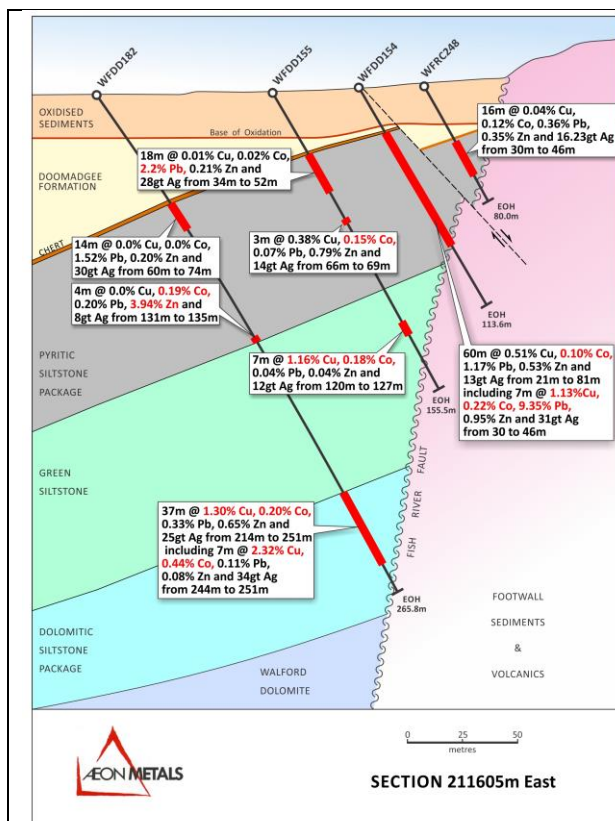 WFDD182
WFDD155
WFDD154
WFRC248
OXIDISED
SEDIMENTS
Base of Oxidation
16m @ 0.04% Cu,
0.12% Co, 0.36% Pb,
0.35% Zn and 16.23gt Ag
from 30m to 46m
18m @ 0.01% Cu, 0.02% Co,
2.2% Pb, 0.21% Zn and
28gt Ag from 34m to 52m
DOOMADGEE
FORMATION
EOH
80.0m
CHERT
14m @ 0.0% Cu, 0.0% Co,
1.52% Pb, 0.20% Zn and
30gt Ag from 60m to 74m
3m @ 0.38% Cu, 0.15% Co,
0.07% Pb, 0.79% Zn and
14gt Ag from 66m to 69m
4m @ 0.0% Cu, 0.19% Co,
0.20% Pb, 3.94% Zn and
8gt Ag from 131m to 135m
EOH
113.6m
PYRITIC
SILTSTONE
PACKAGE
7m @ 1.16% Cu, 0.18% Co,
0.04% Pb, 0.04% Zn and
12gt Ag from 120m to 127m
EOH
155.5m
60m @ 0.51% Cu, 0.10% Co,
1.17% Pb, 0.53% Zn and
13gt Ag from 21m to 81m
including 7m @ 1.13%Cu,
0.22% Co, 9.35% Pb,
0.95% Zn and 31gt Ag
from 30 to 46m
GREEN
SILTSTONE
FISH RIVER FAULT
37m @ 1.30% Cu, 0.20% Co,
0.33% Pb, 0.65% Zn and
25gt Ag from 214m to 251m
including 7m @ 2.32% Cu,
0.44% Co, 0.11% Pb,
0.08% Zn and 34gt Ag
from 244m to 251m
EOH
265.8m
FOOTWALL
SEDIMENTS
&
VOLCANICS
DOLOMITIC
SILTSTONE
PACKAGE
WALFORD
DOLOMITE
0 25 50
metres
ÆON METALS
SECTION 211605m East